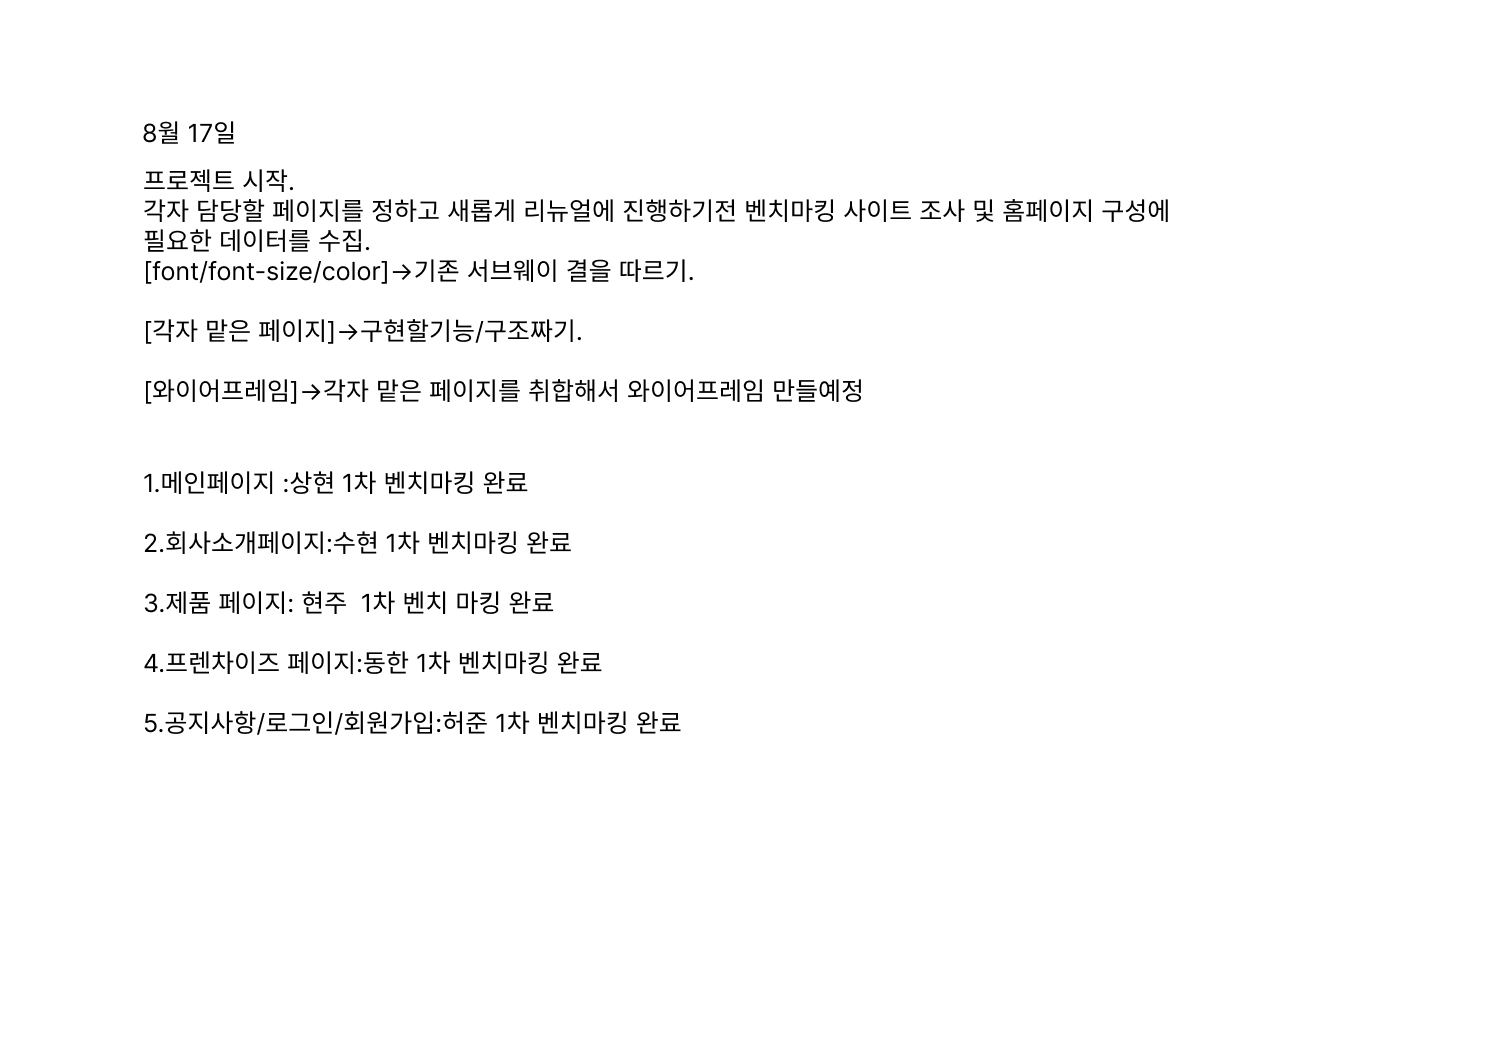 8월 17일
프로젝트 시작.
각자 담당할 페이지를 정하고 새롭게 리뉴얼에 진행하기전 벤치마킹 사이트 조사 및 홈페이지 구성에
필요한 데이터를 수집.
[font/font-size/color]→기존 서브웨이 결을 따르기.
[각자 맡은 페이지]→구현할기능/구조짜기.
[와이어프레임]→각자 맡은 페이지를 취합해서 와이어프레임 만들예정
1.메인페이지 :상현 1차 벤치마킹 완료
2.회사소개페이지:수현 1차 벤치마킹 완료
3.제품 페이지: 현주  1차 벤치 마킹 완료
4.프렌차이즈 페이지:동한 1차 벤치마킹 완료
5.공지사항/로그인/회원가입:허준 1차 벤치마킹 완료